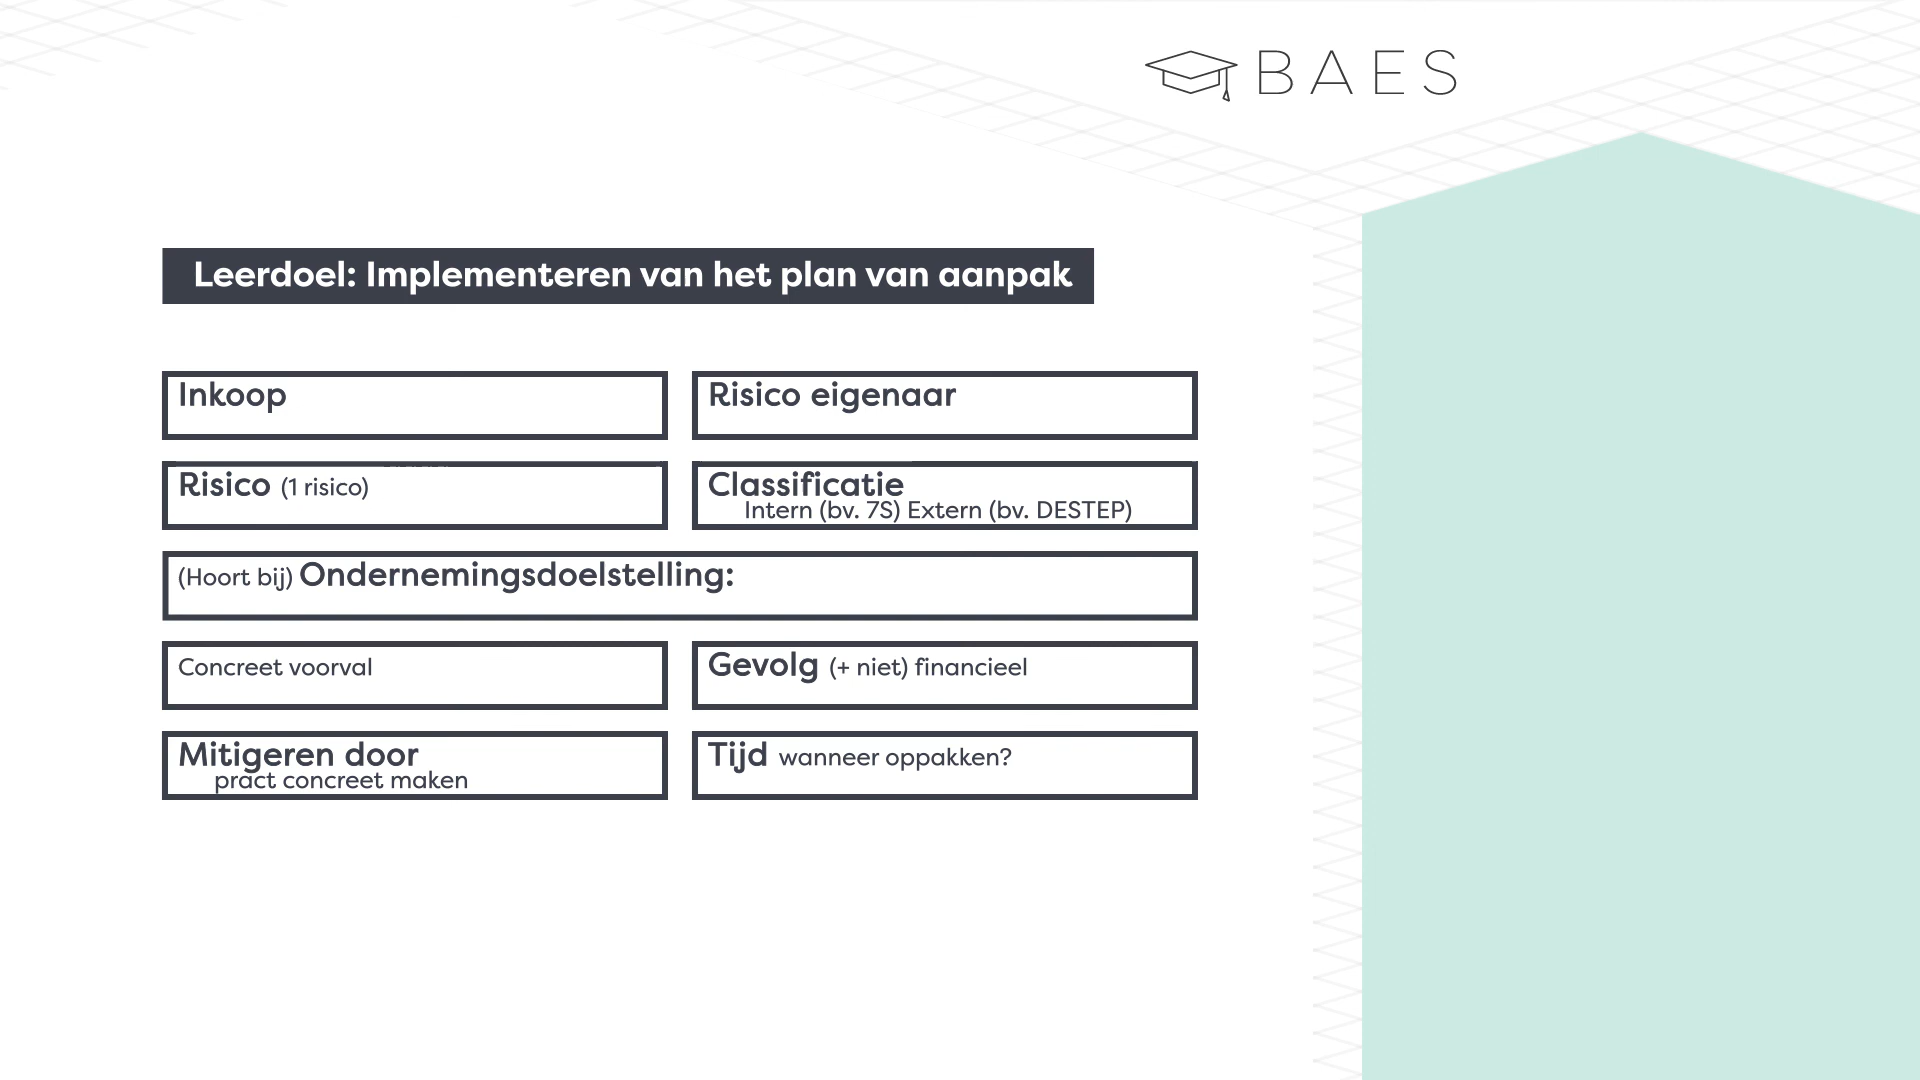 BAES
Leerdoel: Implementeren van het plan van aanpak
Inkoop
Risico eigenaar
Risico (1 risico)
Classificatie
Intern (bv. 7S) Extern (bv. DESTEP)
(Hoort bij) Ondernemingsdoelstelling:
Concreet voorval
Gevolg (+ niet) financieel
Mitigeren door
pract concreet maken
Tijd wanneer oppakken?